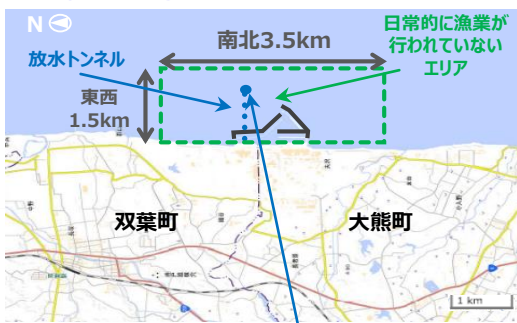 N
放水トンネル
南北3.5km
日常的に漁業が
行われていない
エリア
東西
1.5km
双葉町
大熊町
1 km